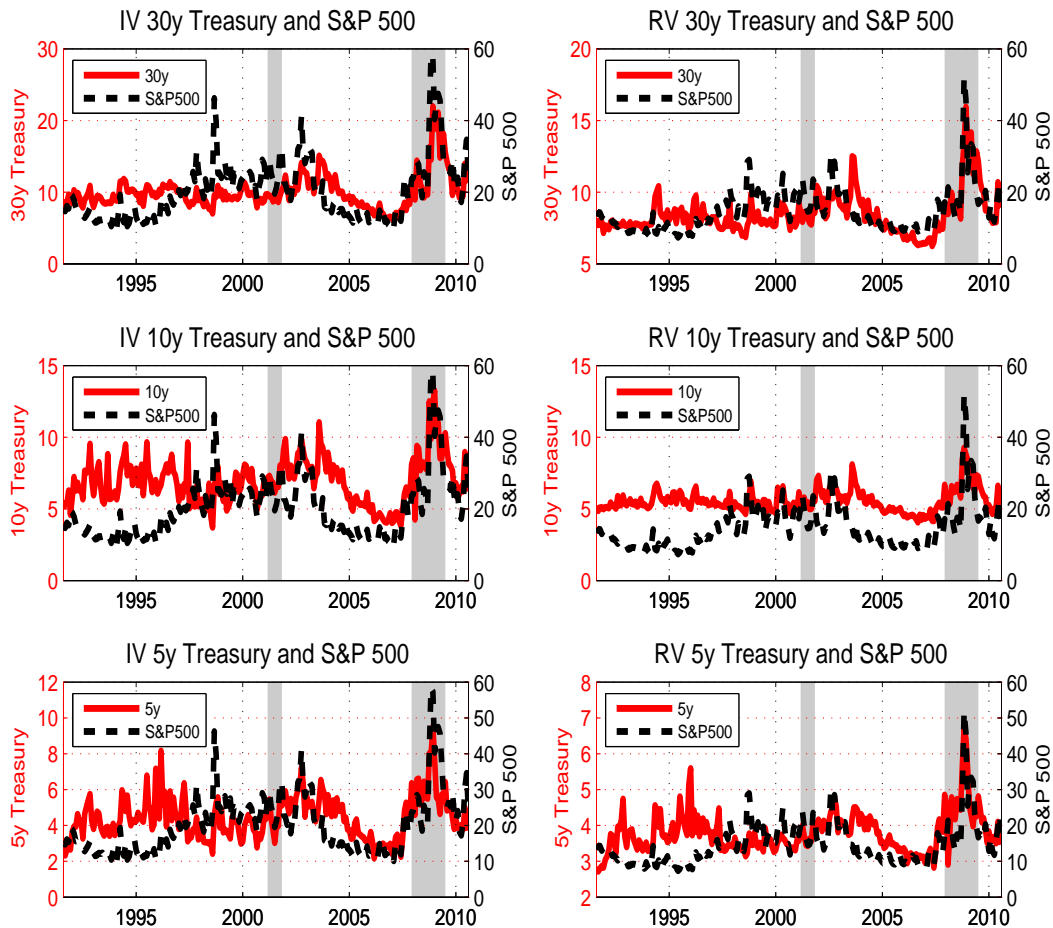 IV 30y Treasury and S&P 500
30
20
10
0
30y Treasury
60
40
20
0
S&P 500
30y
S&P500
1995 2000 2005 2010
RV 30y Treasury and S&P 500
20
15
10
5
30y Treasury
60
50
40
30
20
10
0
S&P 500
30y
S&P500
1995 2000 2005 2010
IV 10y Treasury and S&P 500
15
10
5
0
10y Treasury
60
40
20
0
S&P 500
10y
S&P500
1995 2000 2005 2010
RV 10y Treasury and S&P 500
15
10
5
0
10y Treasury
60
40
20
0
S&P 500
10y
S&P500
1995 2000 2005 2010
IV 5y Treasury and S&P 500
12
10
8
6
4
2
0
5y Treasury
60
50
40
30
20
10
0
S&P 500
5y
S&P500
1995 2000 2005 2010
RV 5y Treasury and S&P 500
8
7
6
5
4
3
2
5y Treasury
60
50
40
30
20
10
0
S&P 500
5y
S&P500
1995 2000 2005 2010